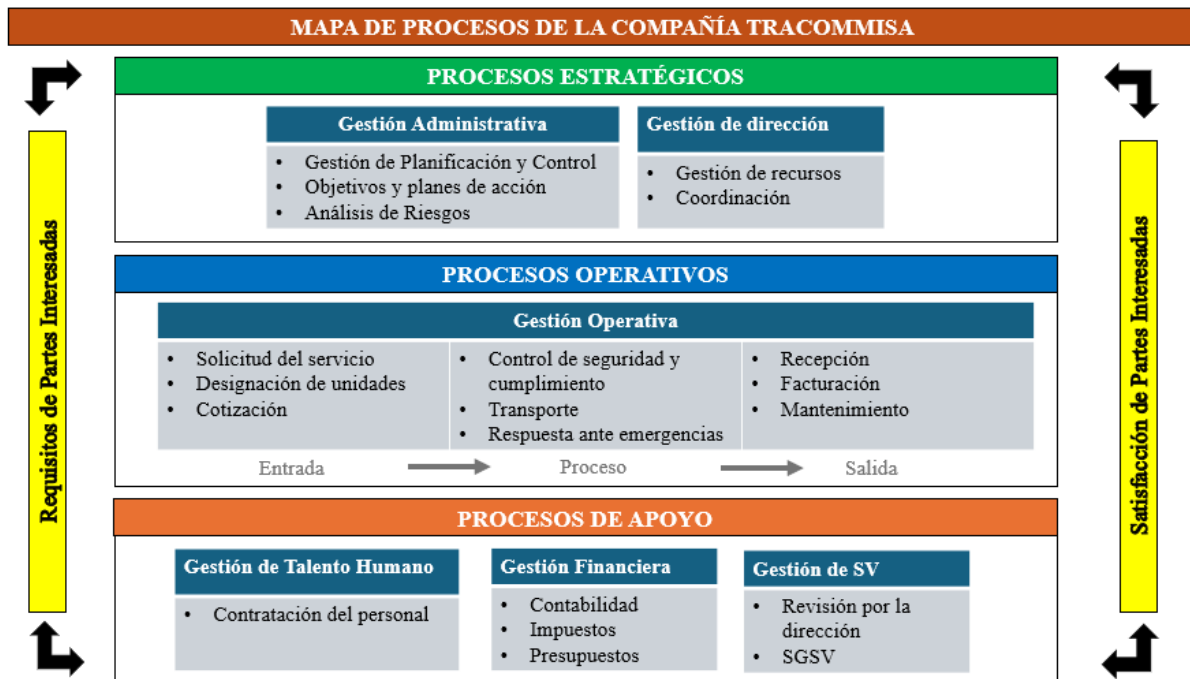 MAPA DE PROCESOS DE LA COMPAÑÍA TRACOMMISA
Requisitos de Partes Interesadas
PROCESOS ESTRATÉGICOS
Gestión Administrativa
• Gestión de Planificación y Control
• Objetivos y planes de acción
• Análisis de Riesgos
Gestión de dirección
• Gestión de recursos
• Coordinación
PROCESOS OPERATIVOS
Gestión Operativa
• Solicitud del servicio
• Designación de unidades
• Cotización
• Control de seguridad y
cumplimiento
• Transporte
• Respuesta ante emergencias
• Recepción
• Facturación
• Mantenimiento
Entrada
Proceso
Salida
PROCESOS DE APOYO
Gestión de Talento Humano
• Contratación del personal
Gestión Financiera
• Contabilidad
• Impuestos
• Presupuestos
Gestión de SV
• Revisión por la
dirección
• SGSV
Satisfacción de Partes Interesadas